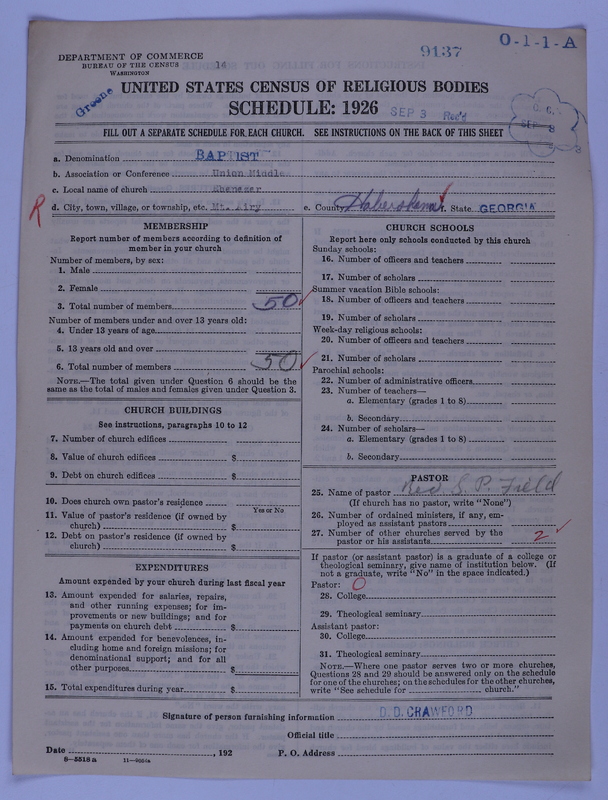 9137
O-1-1-A
DEPARTMENT OF COMMERCE
BUREAU OF THE CENSUS
WASHINGTON
14
Greene
UNITED STATES CENSUS OF RELIGIOUS BODIES
SCHEDULE: 1926
SEP 3 Rec'd
FILL OUT A SEPARATE SCHEDULE FOR EACH CHURCH. SEE INSTRUCTIONS ON THE BACK OF THIS SHEET
a. Denomination BAPTIST
b. Association or Conference Union Middle
c. Local name of church Ebenezer
d. City, town, village, or township, etc. Mt. Airy e. County Habersham f. State GEORGIA
R
MEMBERSHIP
Report number of members according to definition of
member in your church
Number of members, by sex:
1. Male
2. Female
3. Total number of members 50
Number of members under and over 13 years old:
4. Under 13 years of age
5. 13 years old and over
6. Total number of members 50
NOTE.—The total given under Question 6 should be the
same as the total of males and females given under Question 3.
CHURCH BUILDINGS
See instructions, paragraphs 10 to 12
7. Number of church edifices
8. Value of church edifices $
9. Debt on church edifices $
10. Does church own pastor's residence
Yes or No
11. Value of pastor's residence (if owned by
church) $
12. Debt on pastor's residence (if owned by
church) $
EXPENDITURES
Amount expended by your church during last fiscal year
13. Amount expended for salaries, repairs,
and other running expenses; for im-
provements or new buildings; and for
payments on church debt $
14. Amount expended for benevolences, in-
cluding home and foreign missions; for
denominational support; and for all
other purposes $
15. Total expenditures during year $
CHURCH SCHOOLS
Report here only schools conducted by this church
Sunday schools:
16. Number of officers and teachers
17. Number of scholars
Summer vacation Bible schools:
18. Number of officers and teachers
19. Number of scholars
Week-day religious schools:
20. Number of officers and teachers
21. Number of scholars
Parochial schools:
22. Number of administrative officers
23. Number of teachers—
a. Elementary (grades 1 to 8)
b. Secondary
24. Number of scholars—
a. Elementary (grades 1 to 8)
b. Secondary
PASTOR
25. Name of pastor Rev S. P. Field
(If church has no pastor, write "None")
26. Number of ordained ministers, if any, em-
ployed as assistant pastors
27. Number of other churches served by the
pastor or his assistants 2
If pastor (or assistant pastor) is a graduate of a college or
theological seminary, give name of institution below. (If
not a graduate, write "No" in the space indicated.)
Pastor: 0
28. College
29. Theological seminary
Assistant pastor:
30. College
31. Theological seminary
NOTE.—Where one pastor serves two or more churches,
Questions 28 and 29 should be answered only on the schedule
for one of the churches; on the schedules for the other churches,
write "See schedule for church."
Signature of person furnishing information D. D. CRAWFORD
Official title
Date , 192 P. O. Address
8-5518 a